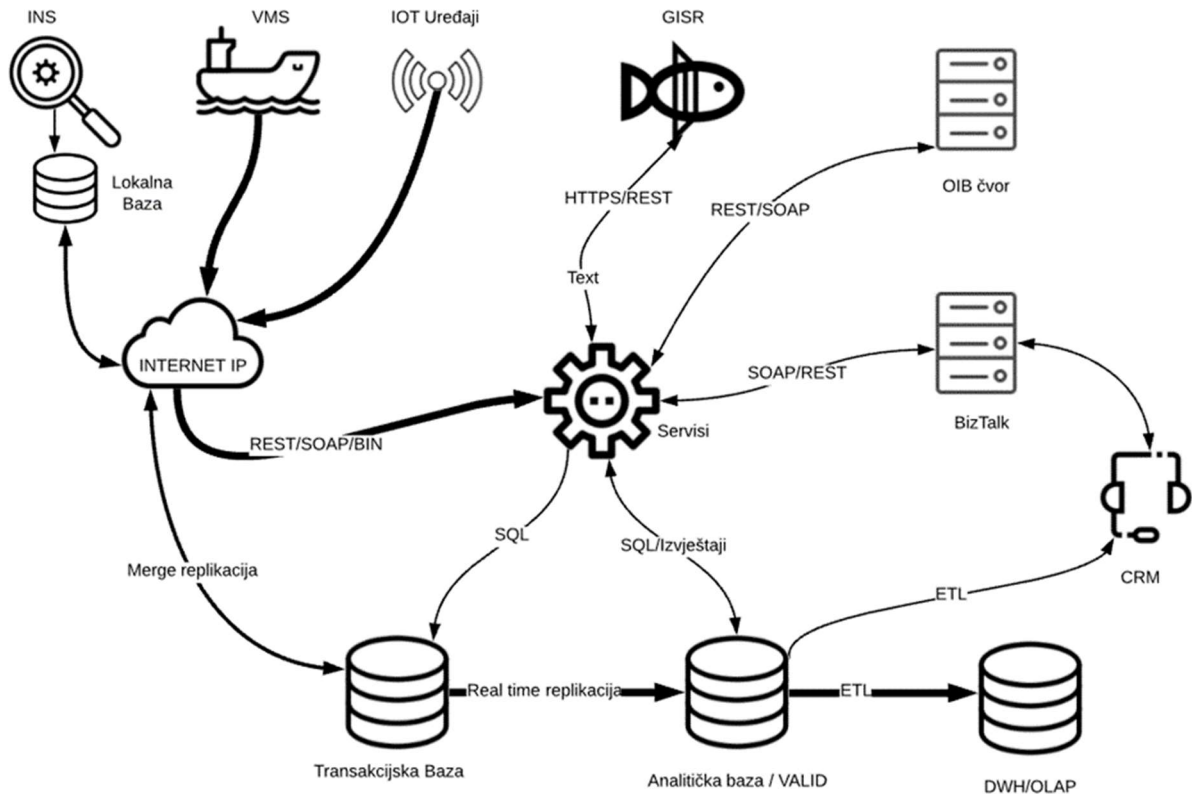 INS
VMS
IOT Uređaji
GISR
Lokalna
Baza
OIB čvor
HTTPS/REST
REST/SOAP
Text
INTERNET IP
SOAP/REST
BizTalk
Servisi
REST/SOAP/BIN
SQL
SQL/Izvještaji
Merge replikacija
CRM
ETL
Real time replikacija
ETL
Transakcijska Baza
Analitička baza / VALID
DWH/OLAP